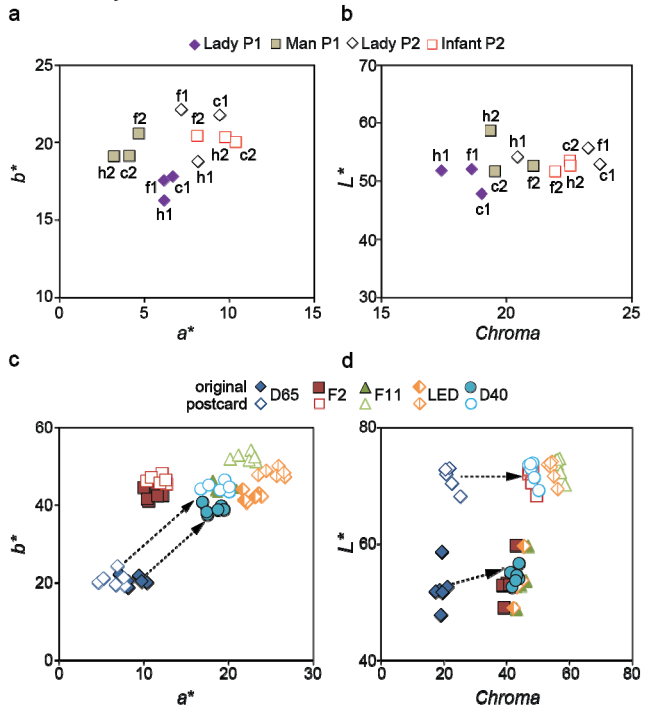 a
b
Lady P1 Man P1 Lady P2 Infant P2
25
20
15
10
0 5 10 15
b*
a*
f1
c1
f2
f2
h2 c2
h2
c2
f1
c1
h1
h1
70
60
50
40
30
15 20 25
L*
Chroma
h2
h1
f1
c1
c2
h1
f2
c2
f2
h2
f1
c1
c
d
original
postcard
D65 F2 F11 LED D40
60
40
20
0
0 10 20 30
b*
a*
80
60
40
0 20 40 60 80
L*
Chroma